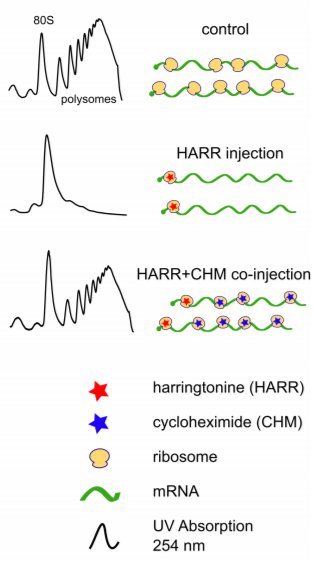 control
80S
polysomes
HARR injection
HARR+CHM co-injection
harringtonine (HARR)
cycloheximide (CHM)
ribosome
mRNA
UV Absorption
254 nm